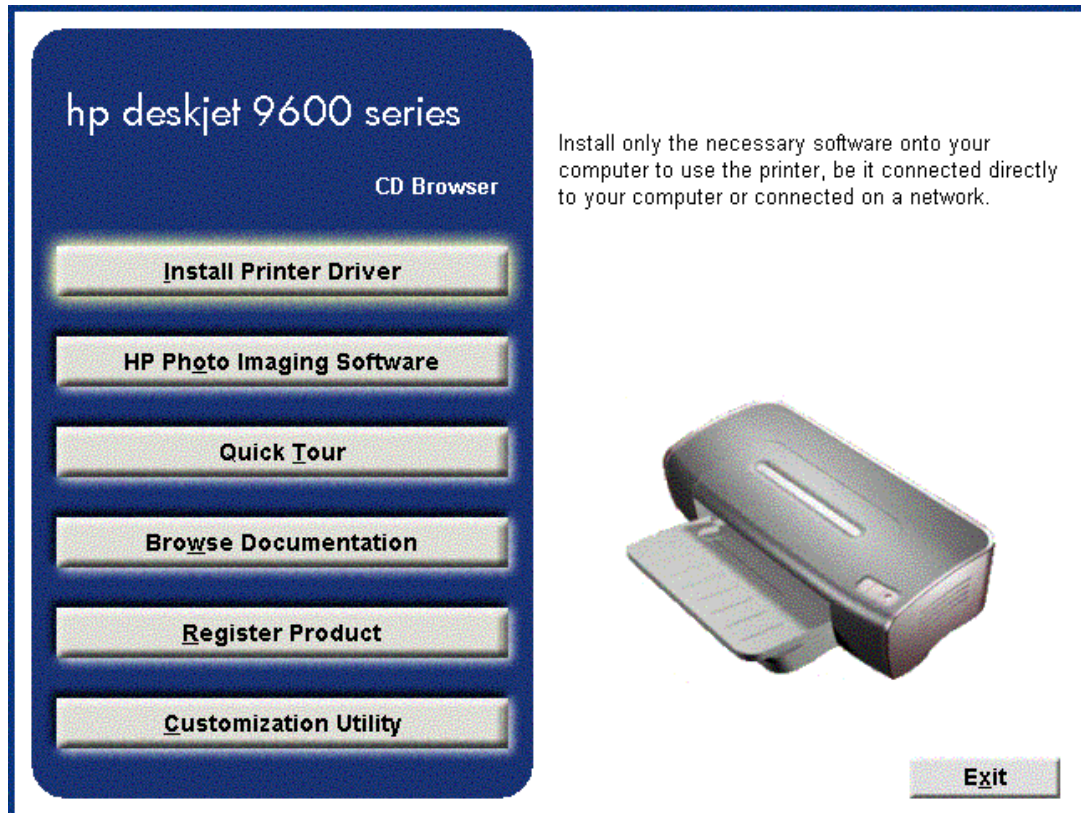 hp deskjet 9600 series
CD Browser
Install Printer Driver
HP Photo Imaging Software
Quick Tour
Browse Documentation
Register Product
Customization Utility
Install only the necessary software onto your
computer to use the printer, be it connected directly
to your computer or connected on a network.
Exit